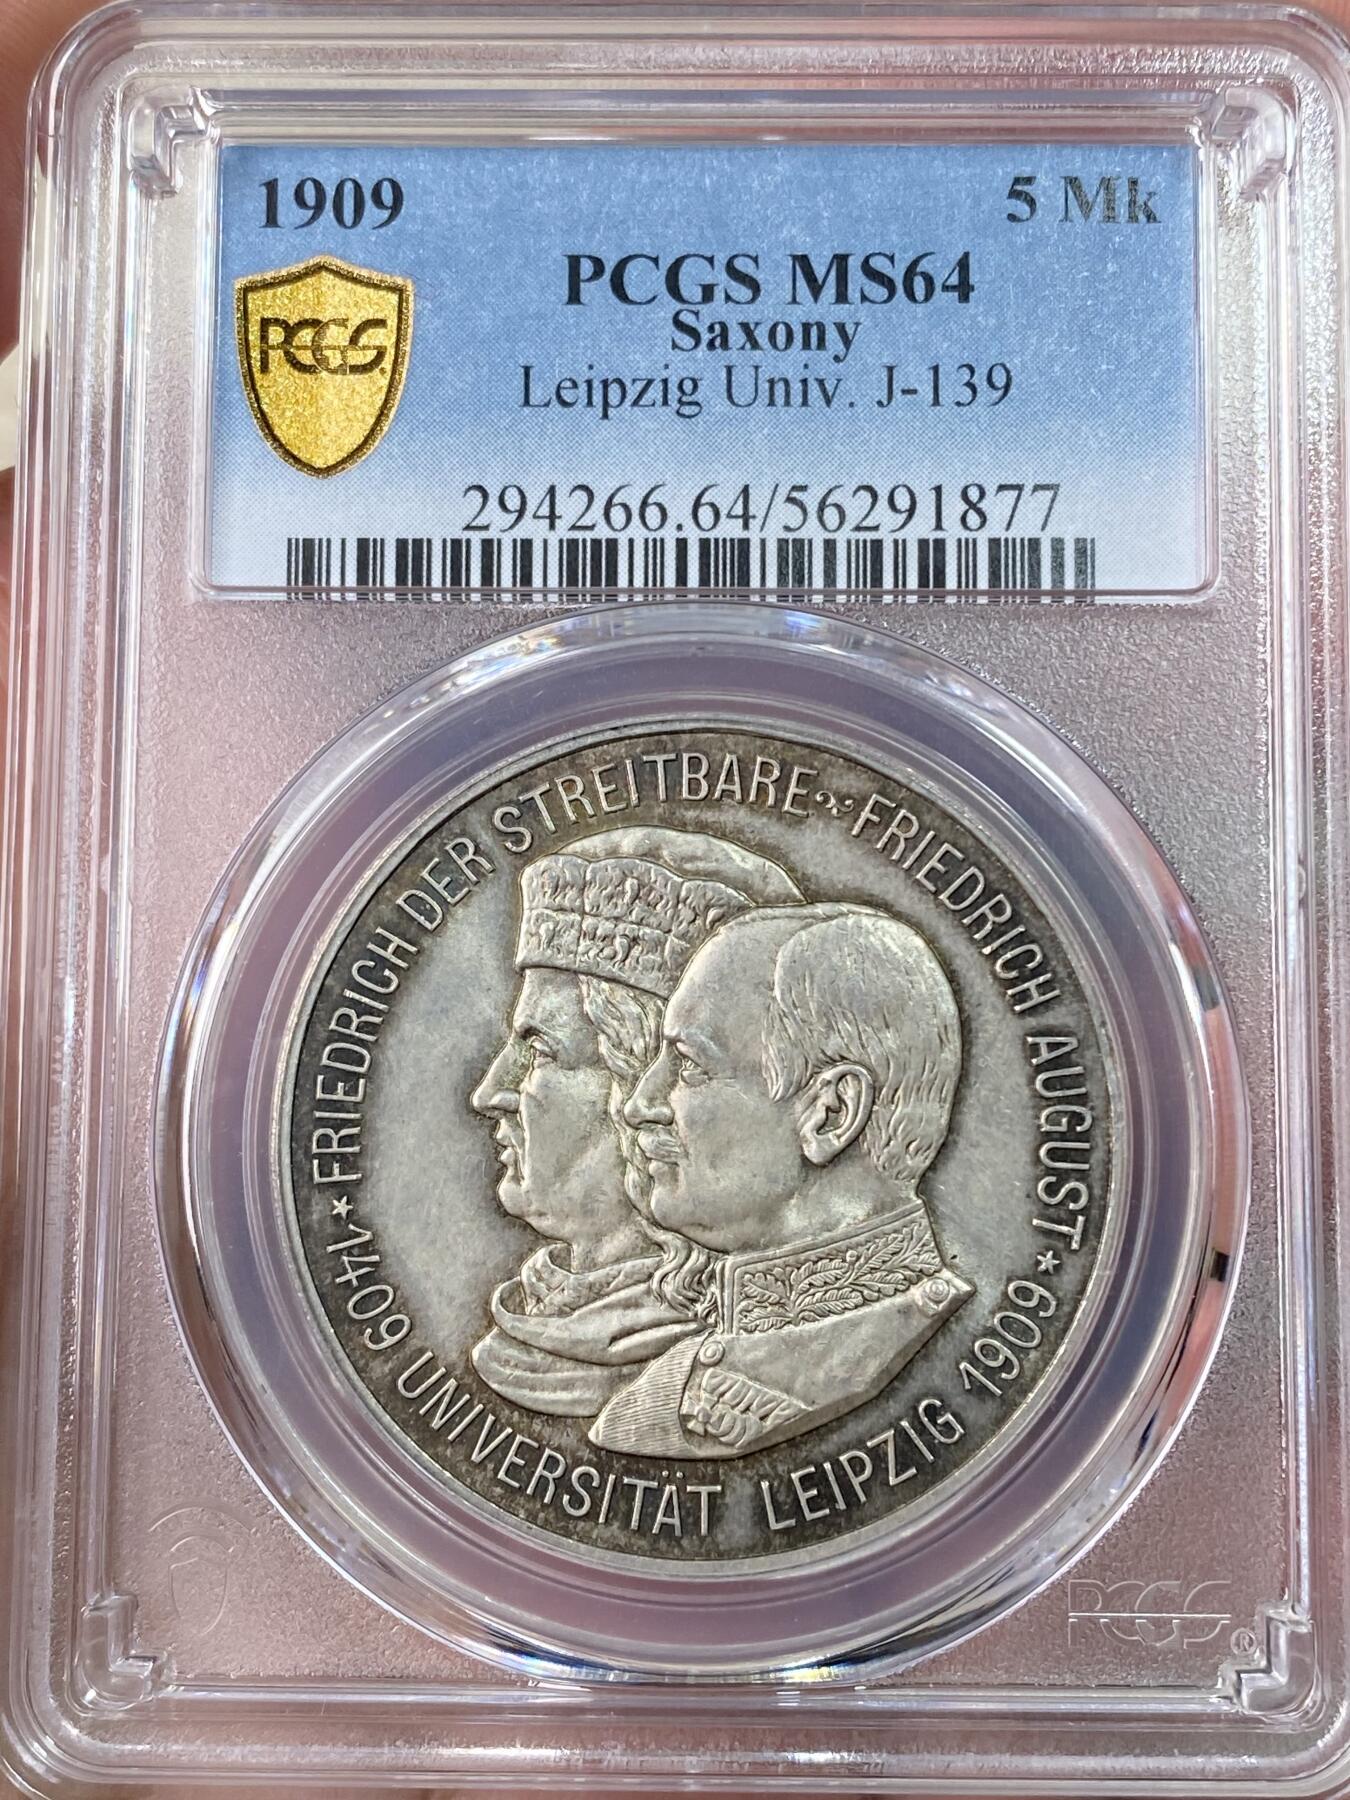 1909
5 Mk
PCGS MS64
Saxony
PCGS
Leipzig Univ. J-139
294266.64/56291877
FRIEDRICH DER STREITBARE ~ FRIEDRICH AUGUST
★ 1409 UNIVERSITÄT LEIPZIG 1909 ★
PCGS ®